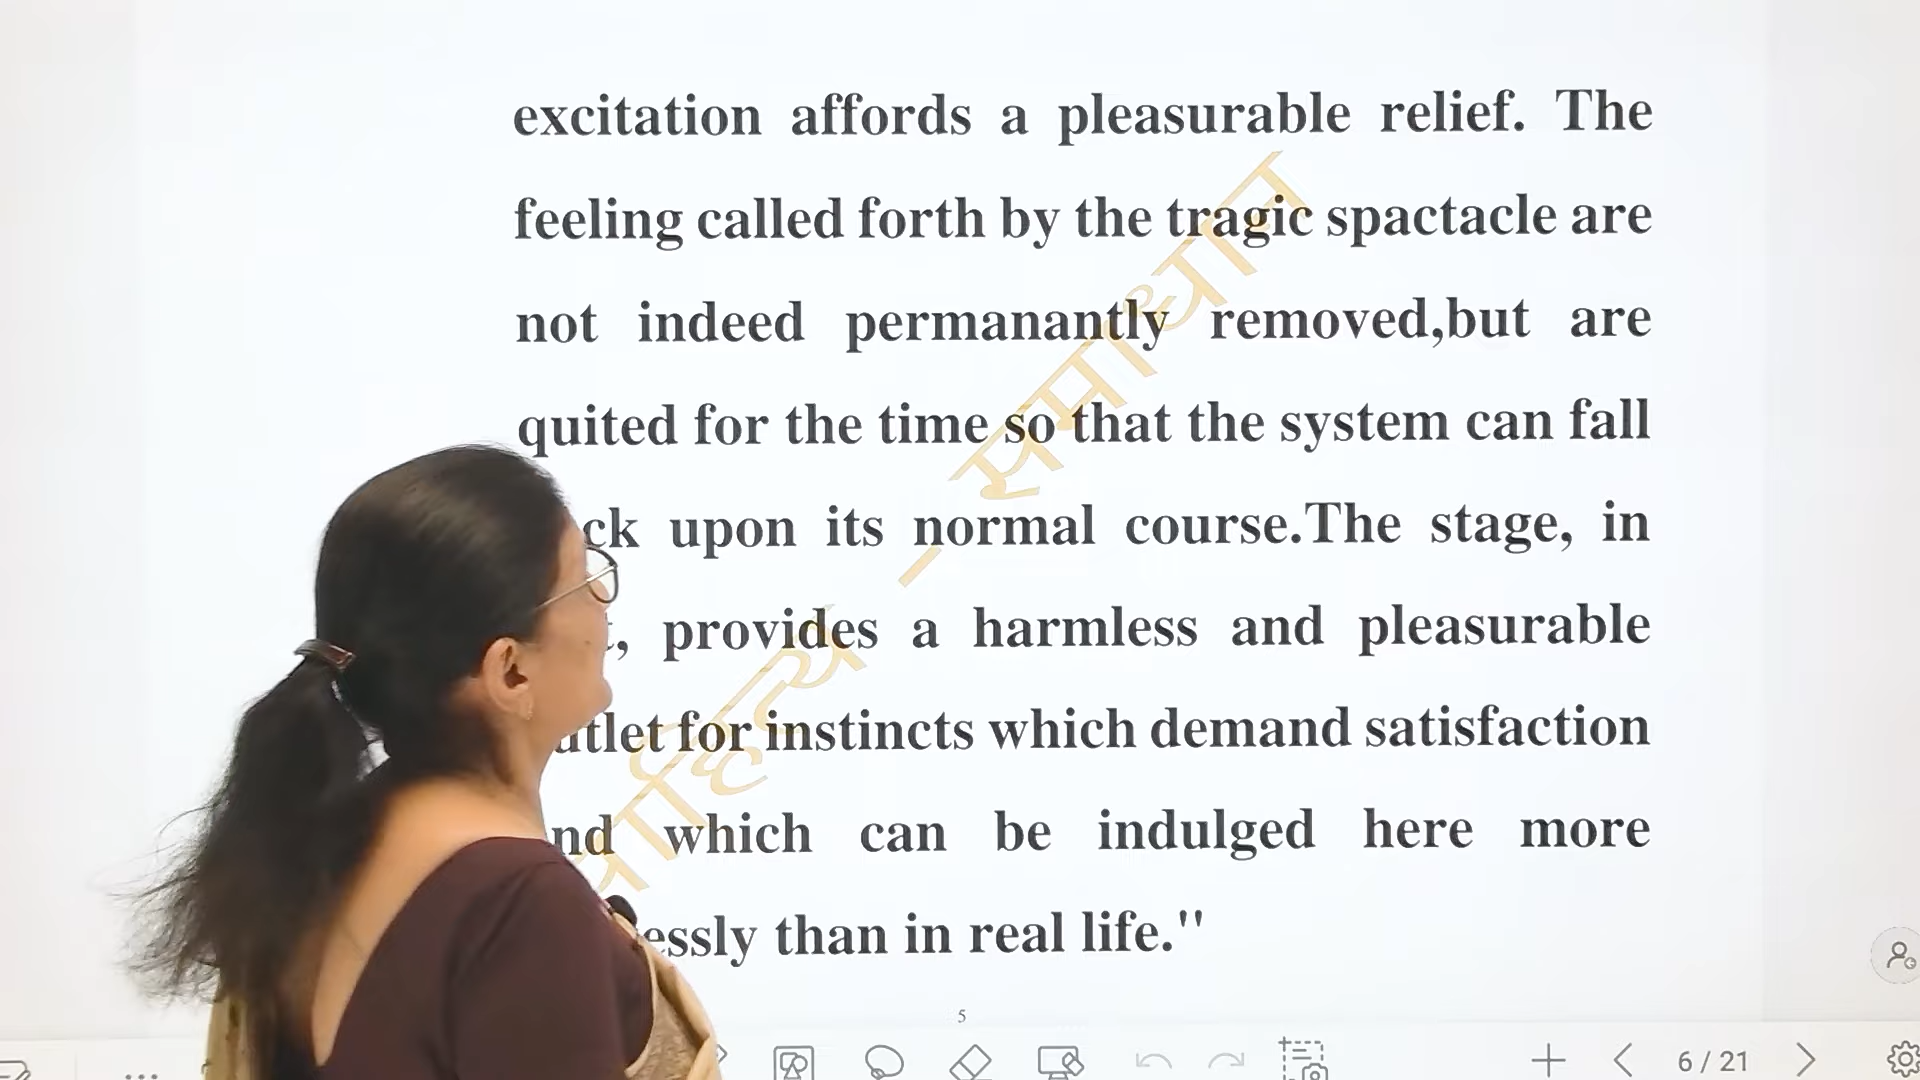 excitation affords a pleasurable relief. The
feeling called forth by the tragic spactacle are
not indeed permanantly removed,but are
quited for the time so that the system can fall
ck upon its normal course.The stage, in
, provides a harmless and pleasurable
utlet for instincts which demand satisfaction
nd which can be indulged here more
essly than in real life."
साहित्य - समाधान
5
6 / 21